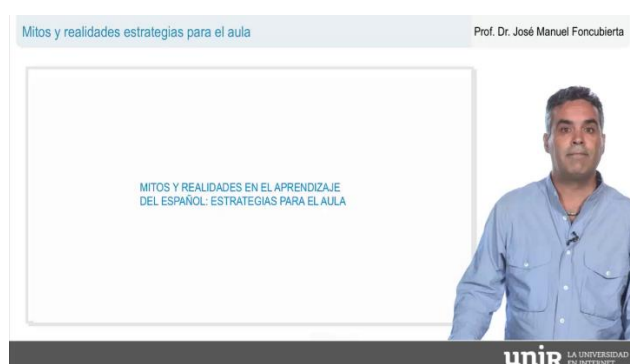 Mitos y realidades estrategias para el aula
Prof. Dr. José Manuel Foncubierta
MITOS Y REALIDADES EN EL APRENDIZAJE
DEL ESPAÑOL: ESTRATEGIAS PARA EL AULA
unir LA UNIVERSIDAD
EN INTERNET